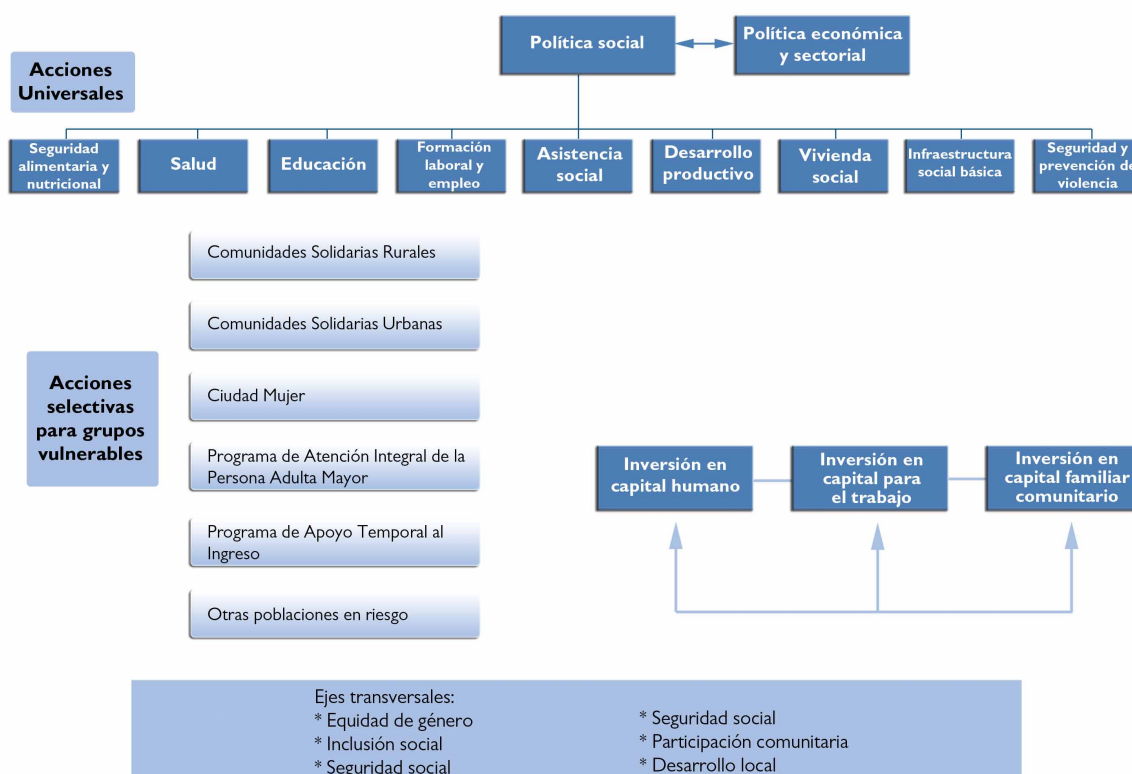 Política social
Política económica
y sectorial
Acciones
Universales
Seguridad
alimentaria y
nutricional
Salud
Educación
Formación
laboral y
empleo
Asistencia
social
Desarrollo
productivo
Vivienda
social
Infraestructura
social básica
Seguridad y
prevención de
violencia
Comunidades Solidarias Rurales
Comunidades Solidarias Urbanas
Acciones
selectivas
para grupos
vulnerables
Ciudad Mujer
Programa de Atención Integral de la
Persona Adulta Mayor
Programa de Apoyo Temporal al
Ingreso
Otras poblaciones en riesgo
Inversión en
capital humano
Inversión en
capital para
el trabajo
Inversión en
capital familiar
comunitario
Ejes transversales:
* Equidad de género
* Inclusión social
* Seguridad social
* Seguridad social
* Participación comunitaria
* Desarrollo local